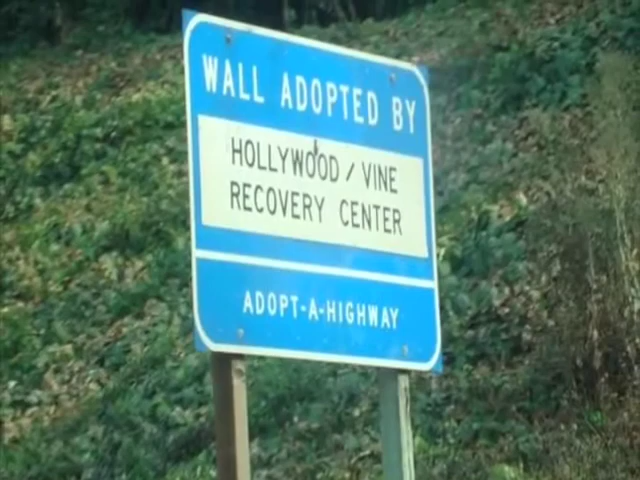 WALL ADOPTED BY
HOLLYWOOD / VINE
RECOVERY CENTER
ADOPT-A-HIGHWAY